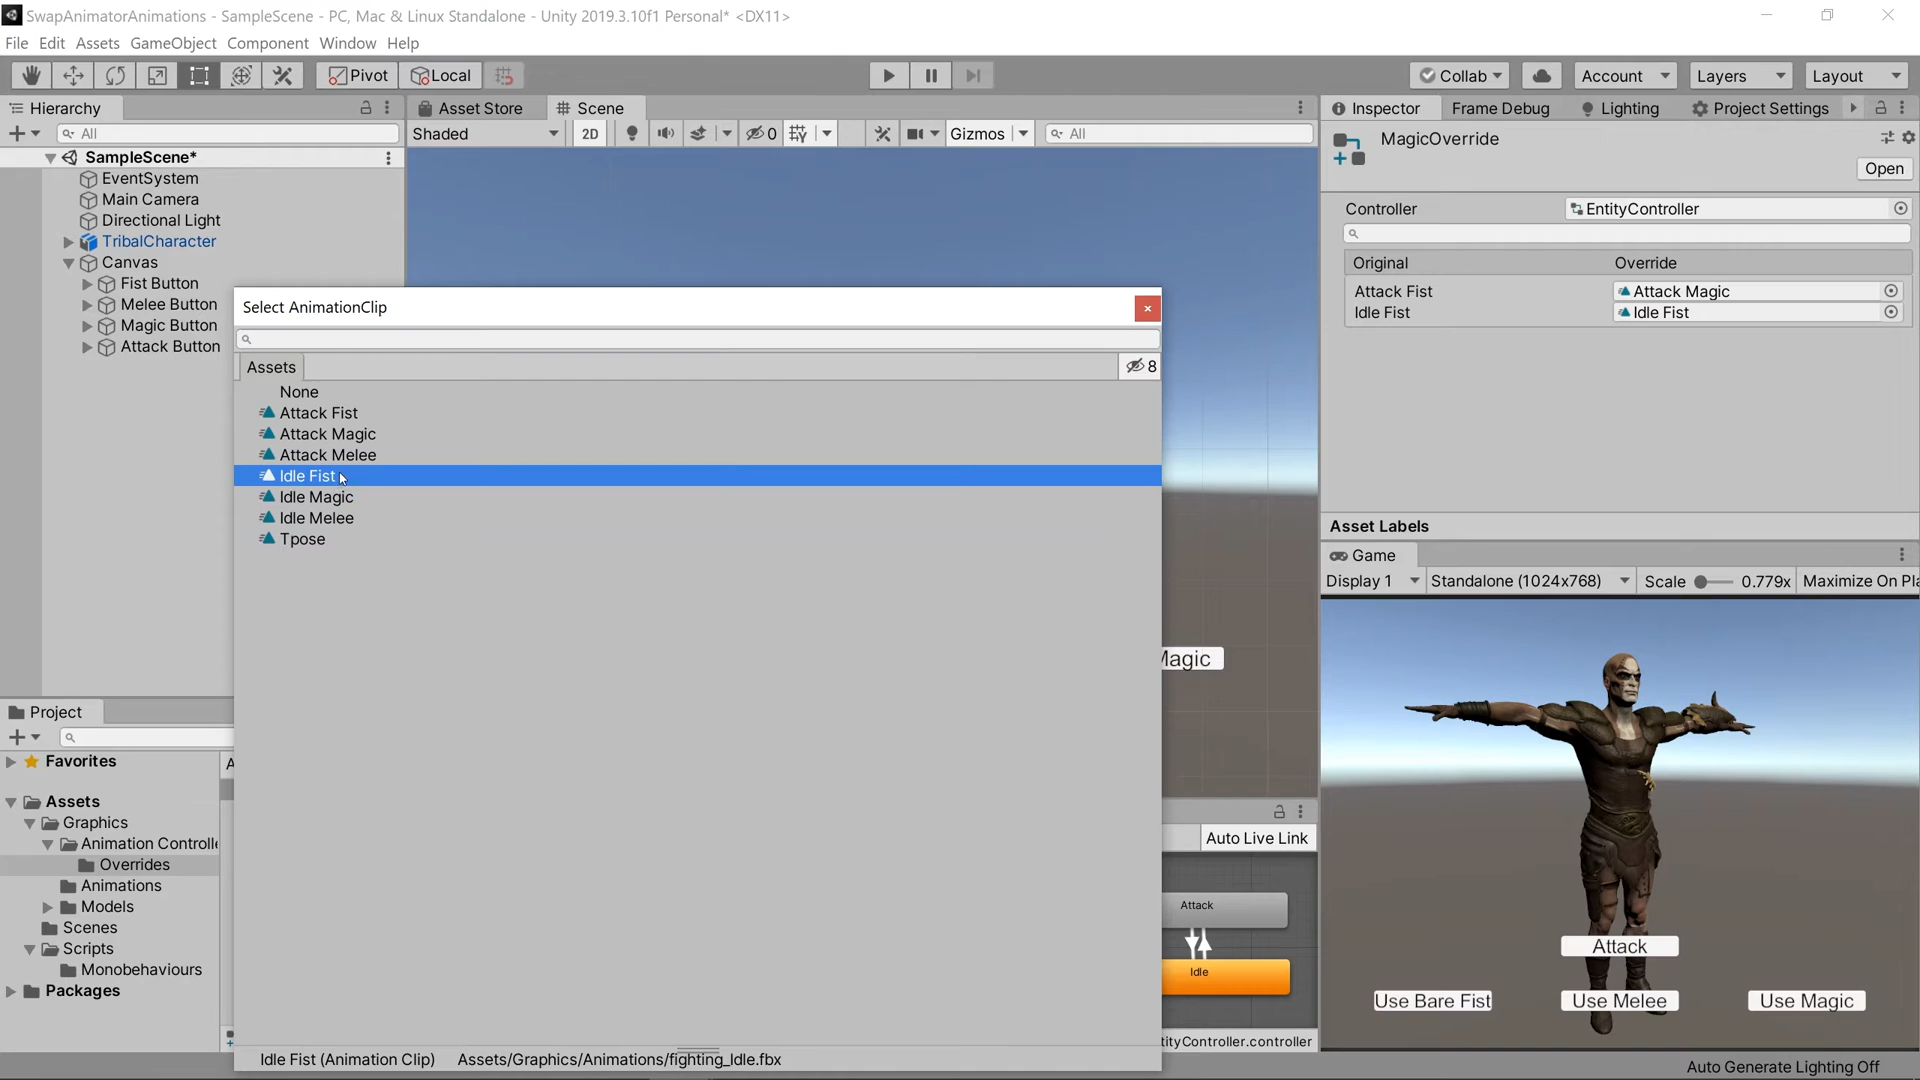 SwapAnimatorAnimations - SampleScene - PC, Mac & Linux Standalone - Unity 2019.3.10f1 Personal* <DX11>
File Edit Assets GameObject Component Window Help
Pivot Local Collab Account Layers Layout
Hierarchy
All
SampleScene*
EventSystem
Main Camera
Directional Light
TribalCharacter
Canvas
Fist Button
Melee Button
Magic Button
Attack Button
Asset Store Scene
Shaded 2D 0 Gizmos All
Select AnimationClip
Assets 8
None
Attack Fist
Attack Magic
Attack Melee
Idle Fist
Idle Magic
Idle Melee
Tpose
Idle Fist (Animation Clip) Assets/Graphics/Animations/fighting_Idle.fbx
Magic
Auto Live Link
Attack
Idle
tityController.controller
Project
Favorites
Assets
Graphics
Animation Controlle
Overrides
Animations
Models
Scenes
Scripts
Monobehaviours
Packages
Inspector Frame Debug Lighting Project Settings
MagicOverride
Open
Controller EntityController
Original Override
Attack Fist Attack Magic
Idle Fist Idle Fist
Asset Labels
Game
Display 1 Standalone (1024x768) Scale 0.779x Maximize On Pla
Attack
Use Bare Fist Use Melee Use Magic
Auto Generate Lighting Off